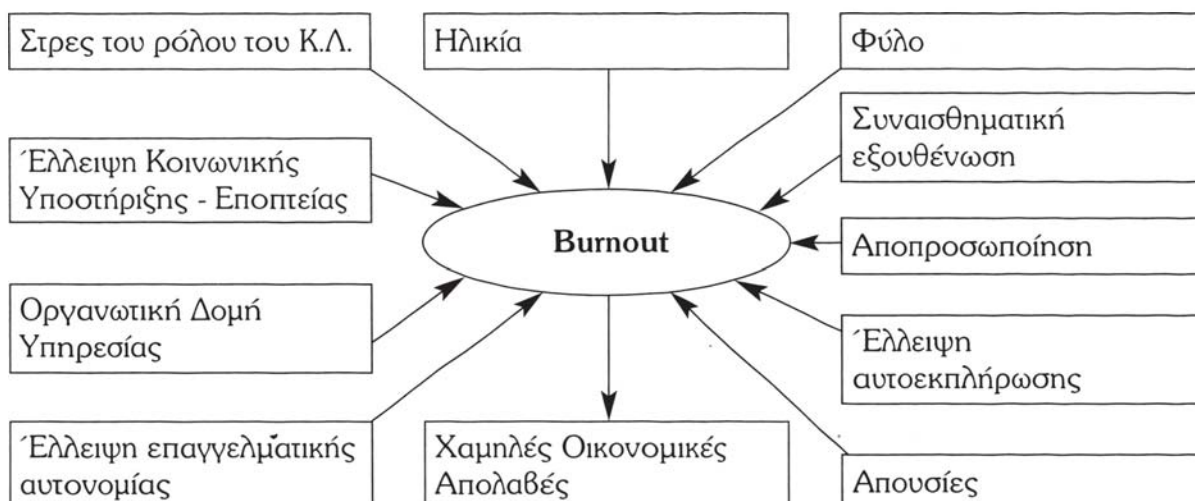 Στρες του ρόλου του Κ.Λ.
Ηλικία
Φύλο
Έλλειψη Κοινωνικής
Υποστήριξης - Εποπτείας
Συναισθηματική
εξουθένωση
Burnout
Αποπροσωποίηση
Οργανωτική Δομή
Υπηρεσίας
Έλλειψη
αυτοεκπλήρωσης
Έλλειψη επαγγελματικής
αυτονομίας
Χαμηλές Οικονομικές
Απολαβές
Απουσίες